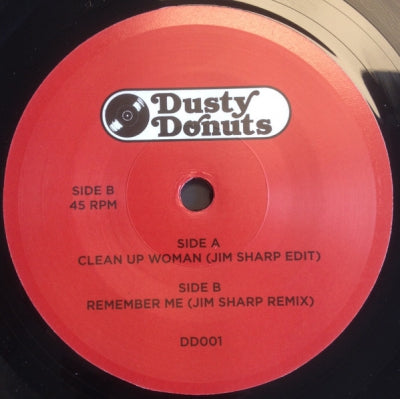 Dusty
Donuts
SIDE B
45 RPM
SIDE A
CLEAN UP WOMAN (JIM SHARP EDIT)
SIDE B
REMEMBER ME (JIM SHARP REMIX)
DD001